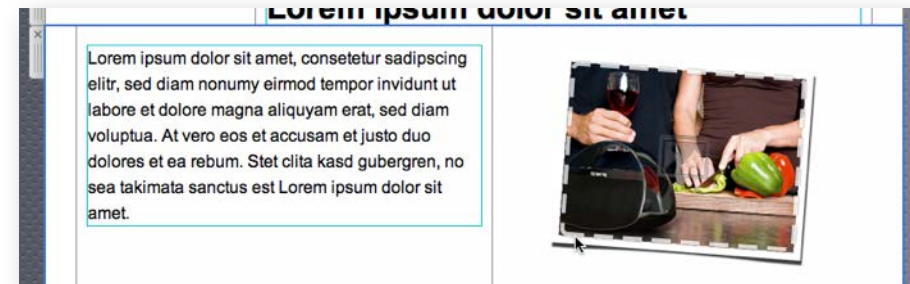 Lorem ipsum dolor sit amet
Lorem ipsum dolor sit amet, consetetur sadipscing
elitr, sed diam nonumy eirmod tempor invidunt ut
labore et dolore magna aliquyam erat, sed diam
voluptua. At vero eos et accusam et justo duo
dolores et ea rebum. Stet clita kasd gubergren, no
sea takimata sanctus est Lorem ipsum dolor sit
amet.